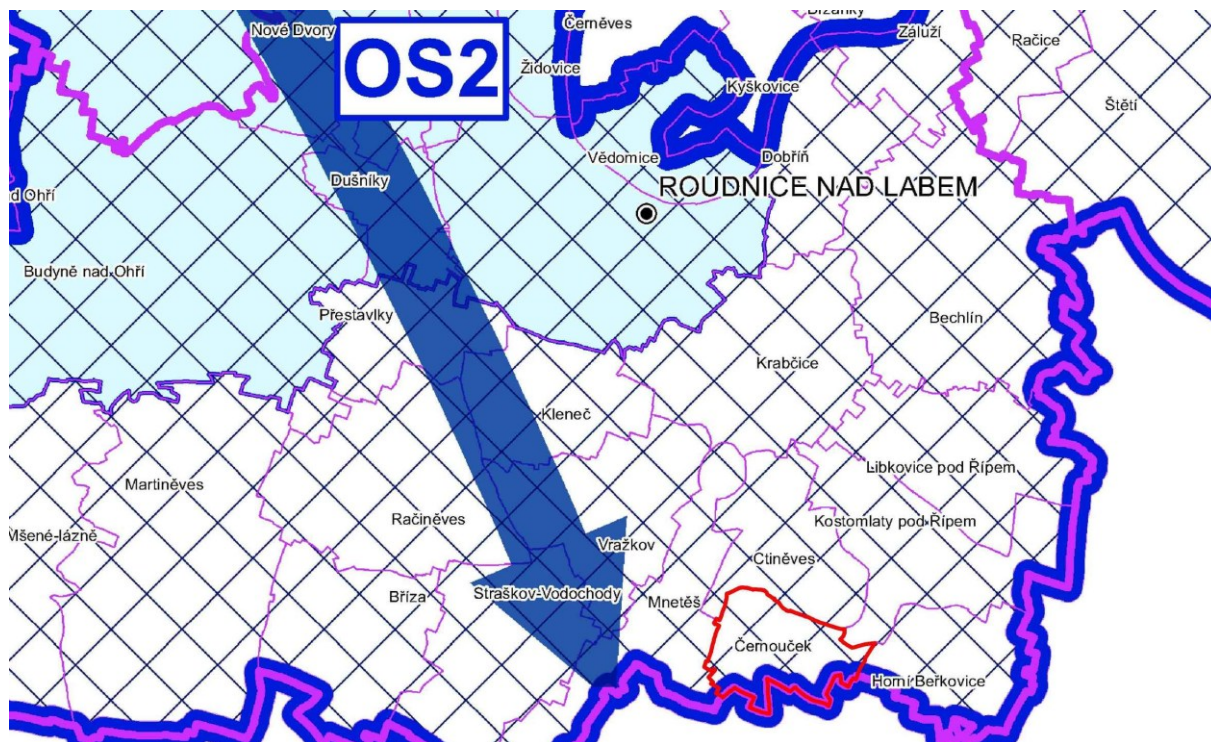 Nové Dvory
OS2
Černěves
Záluží
Račice
Židovice
Kyškovice
Štětí
Vědomice
Dobříň
Dušníky
ROUDNICE NAD LABEM
d Ohří
Budyně nad Ohří
Přestavlky
Bechlín
Krabčice
Kleneč
Libkovice pod Řípem
Martiněves
Račiněves
Kostomlaty pod Řípem
Mšené-lázně
Vražkov
Ctiněves
Bříza
Straškov-Vodochody
Mnetěš
Černouček
Horní Beřkovice